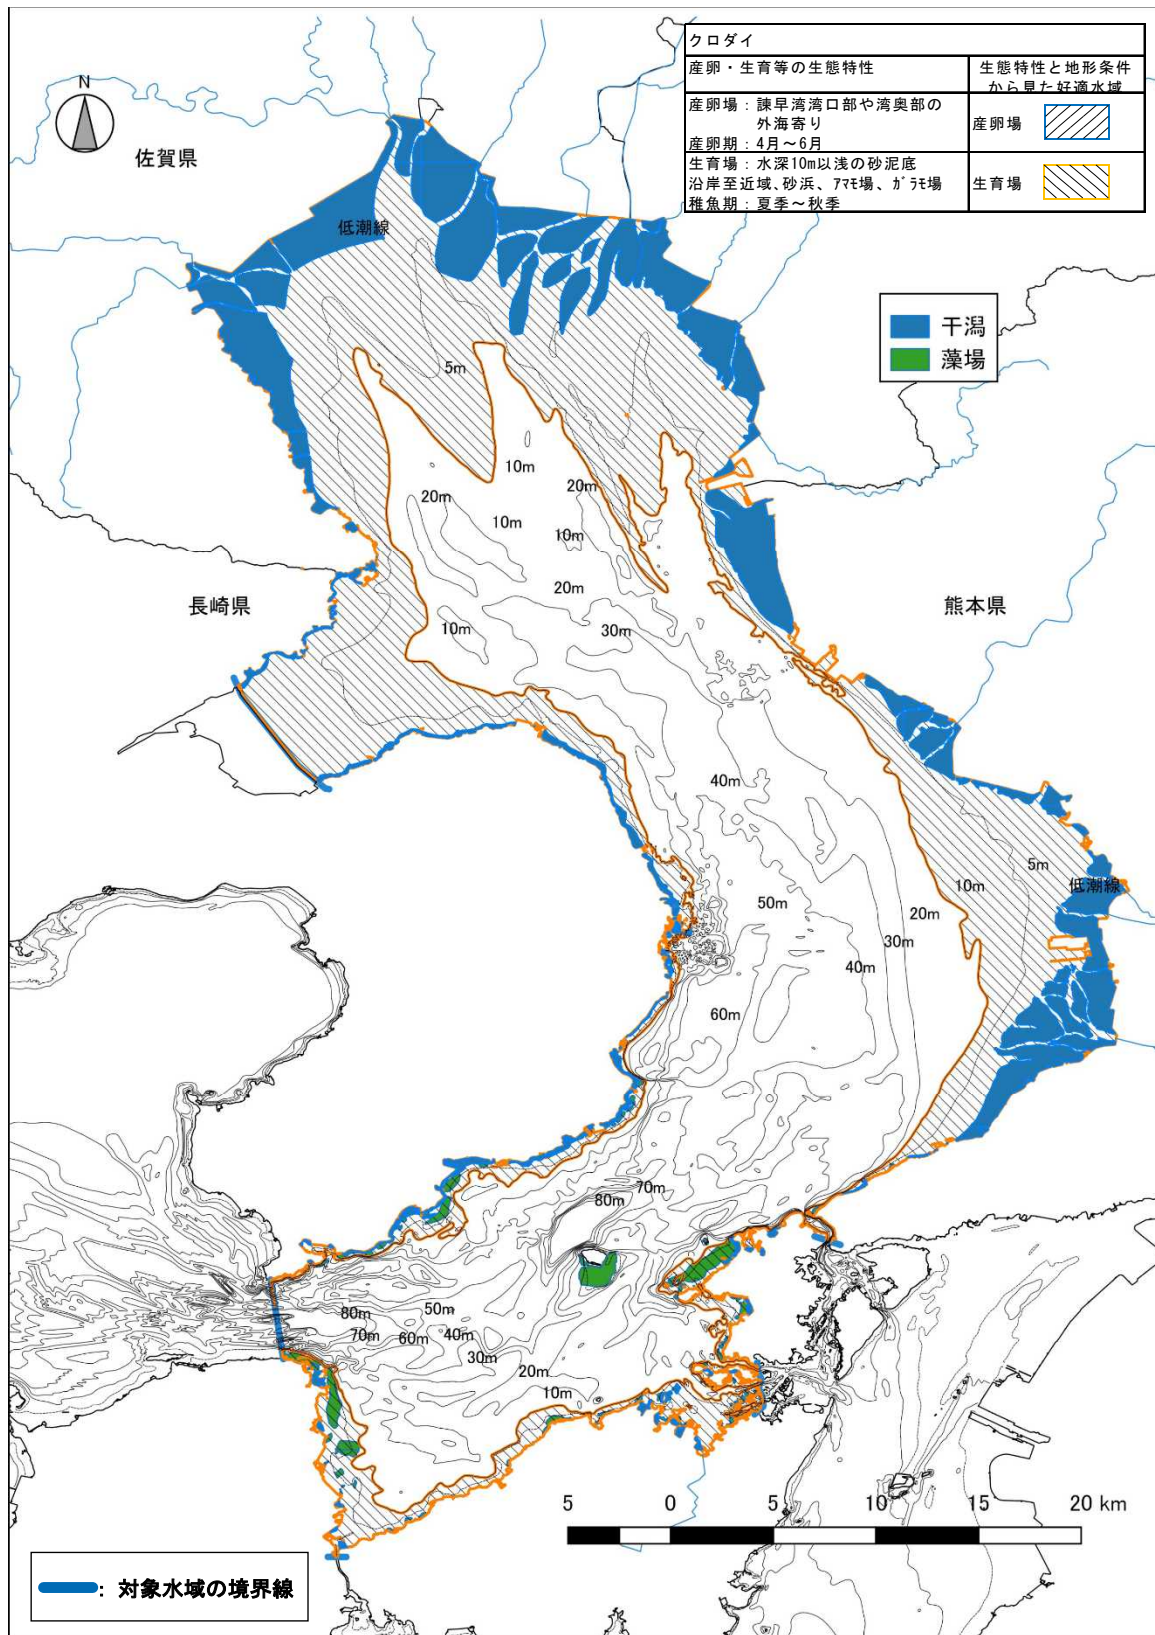 クロダイ
産卵・生育等の生態特性
生態特性と地形条件
から見た好適水域
産卵場：諫早湾湾口部や湾奥部の
外海寄り
産卵期：4月～6月
産卵場
生育場：水深10m以浅の砂泥底
沿岸至近域、砂浜、ｱﾏﾓ場、ｶﾞﾗﾓ場
稚魚期：夏季～秋季
生育場
N
佐賀県
低潮線
干潟
藻場
5m
10m
20m
20m
10m
10m
20m
長崎県
熊本県
10m
30m
40m
5m
10m
低潮線
50m
20m
30m
40m
60m
70m
80m
80m
50m
70m
60m
40m
30m
20m
10m
5 0 5 10 15 20 km
：対象水域の境界線